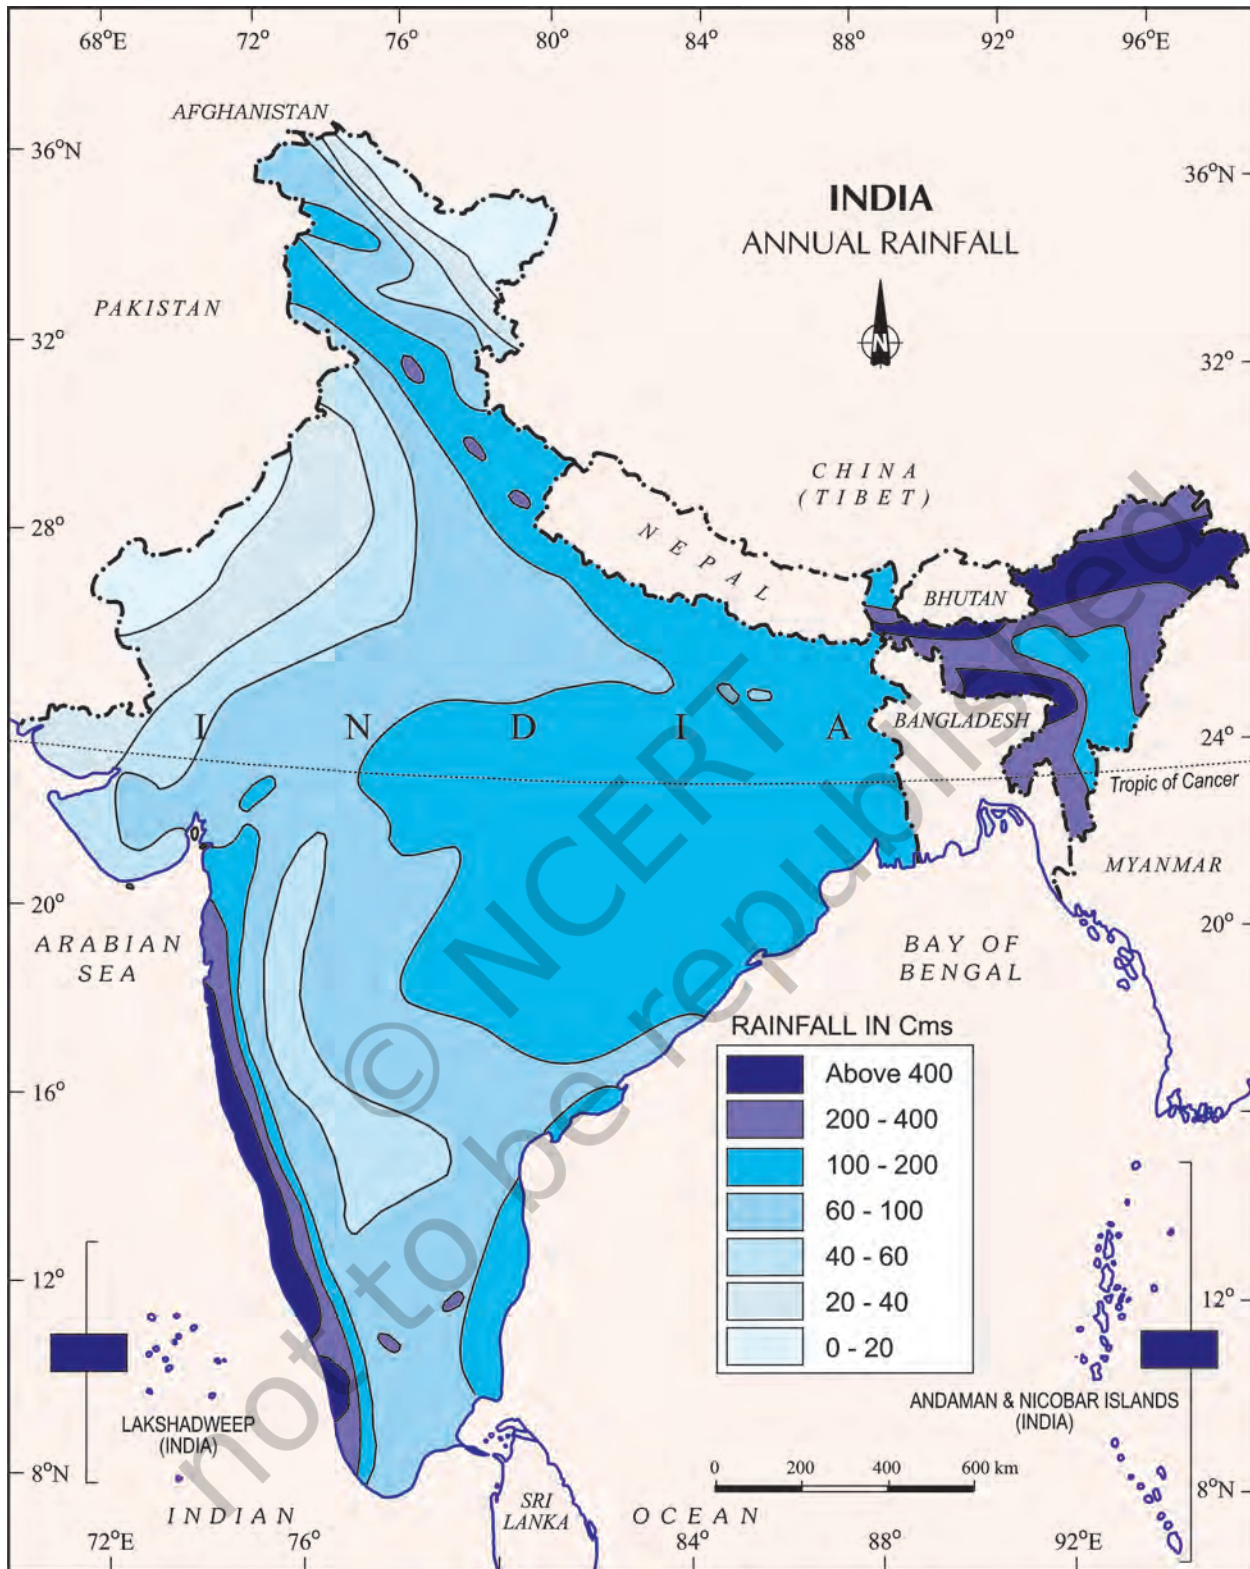 68°E 72° 76° 80° 84° 88° 92° 96°E
AFGHANISTAN
36°N
36°N
INDIA
ANNUAL RAINFALL
PAKISTAN
N
32°
32°
CHINA
(TIBET)
28°
28°
NEPAL
BHUTAN
I N D I A
BANGLADESH
24°
24°
Tropic of Cancer
MYANMAR
20°
20°
ARABIAN
SEA
BAY OF
BENGAL
© NCERT
not to be republished
RAINFALL IN Cms
Above 400
200 - 400
100 - 200
60 - 100
40 - 60
20 - 40
0 - 20
16°
12°
12°
LAKSHADWEEP
(INDIA)
ANDAMAN & NICOBAR ISLANDS
(INDIA)
8°N
8°N
0 200 400 600 km
SRI
LANKA
INDIAN OCEAN
72°E 76° 84° 88° 92°E